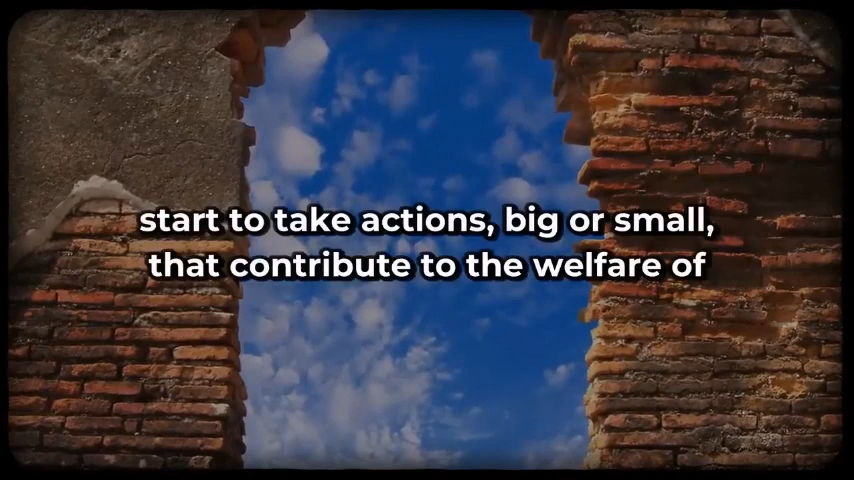 start to take actions, big or small,
that contribute to the welfare of